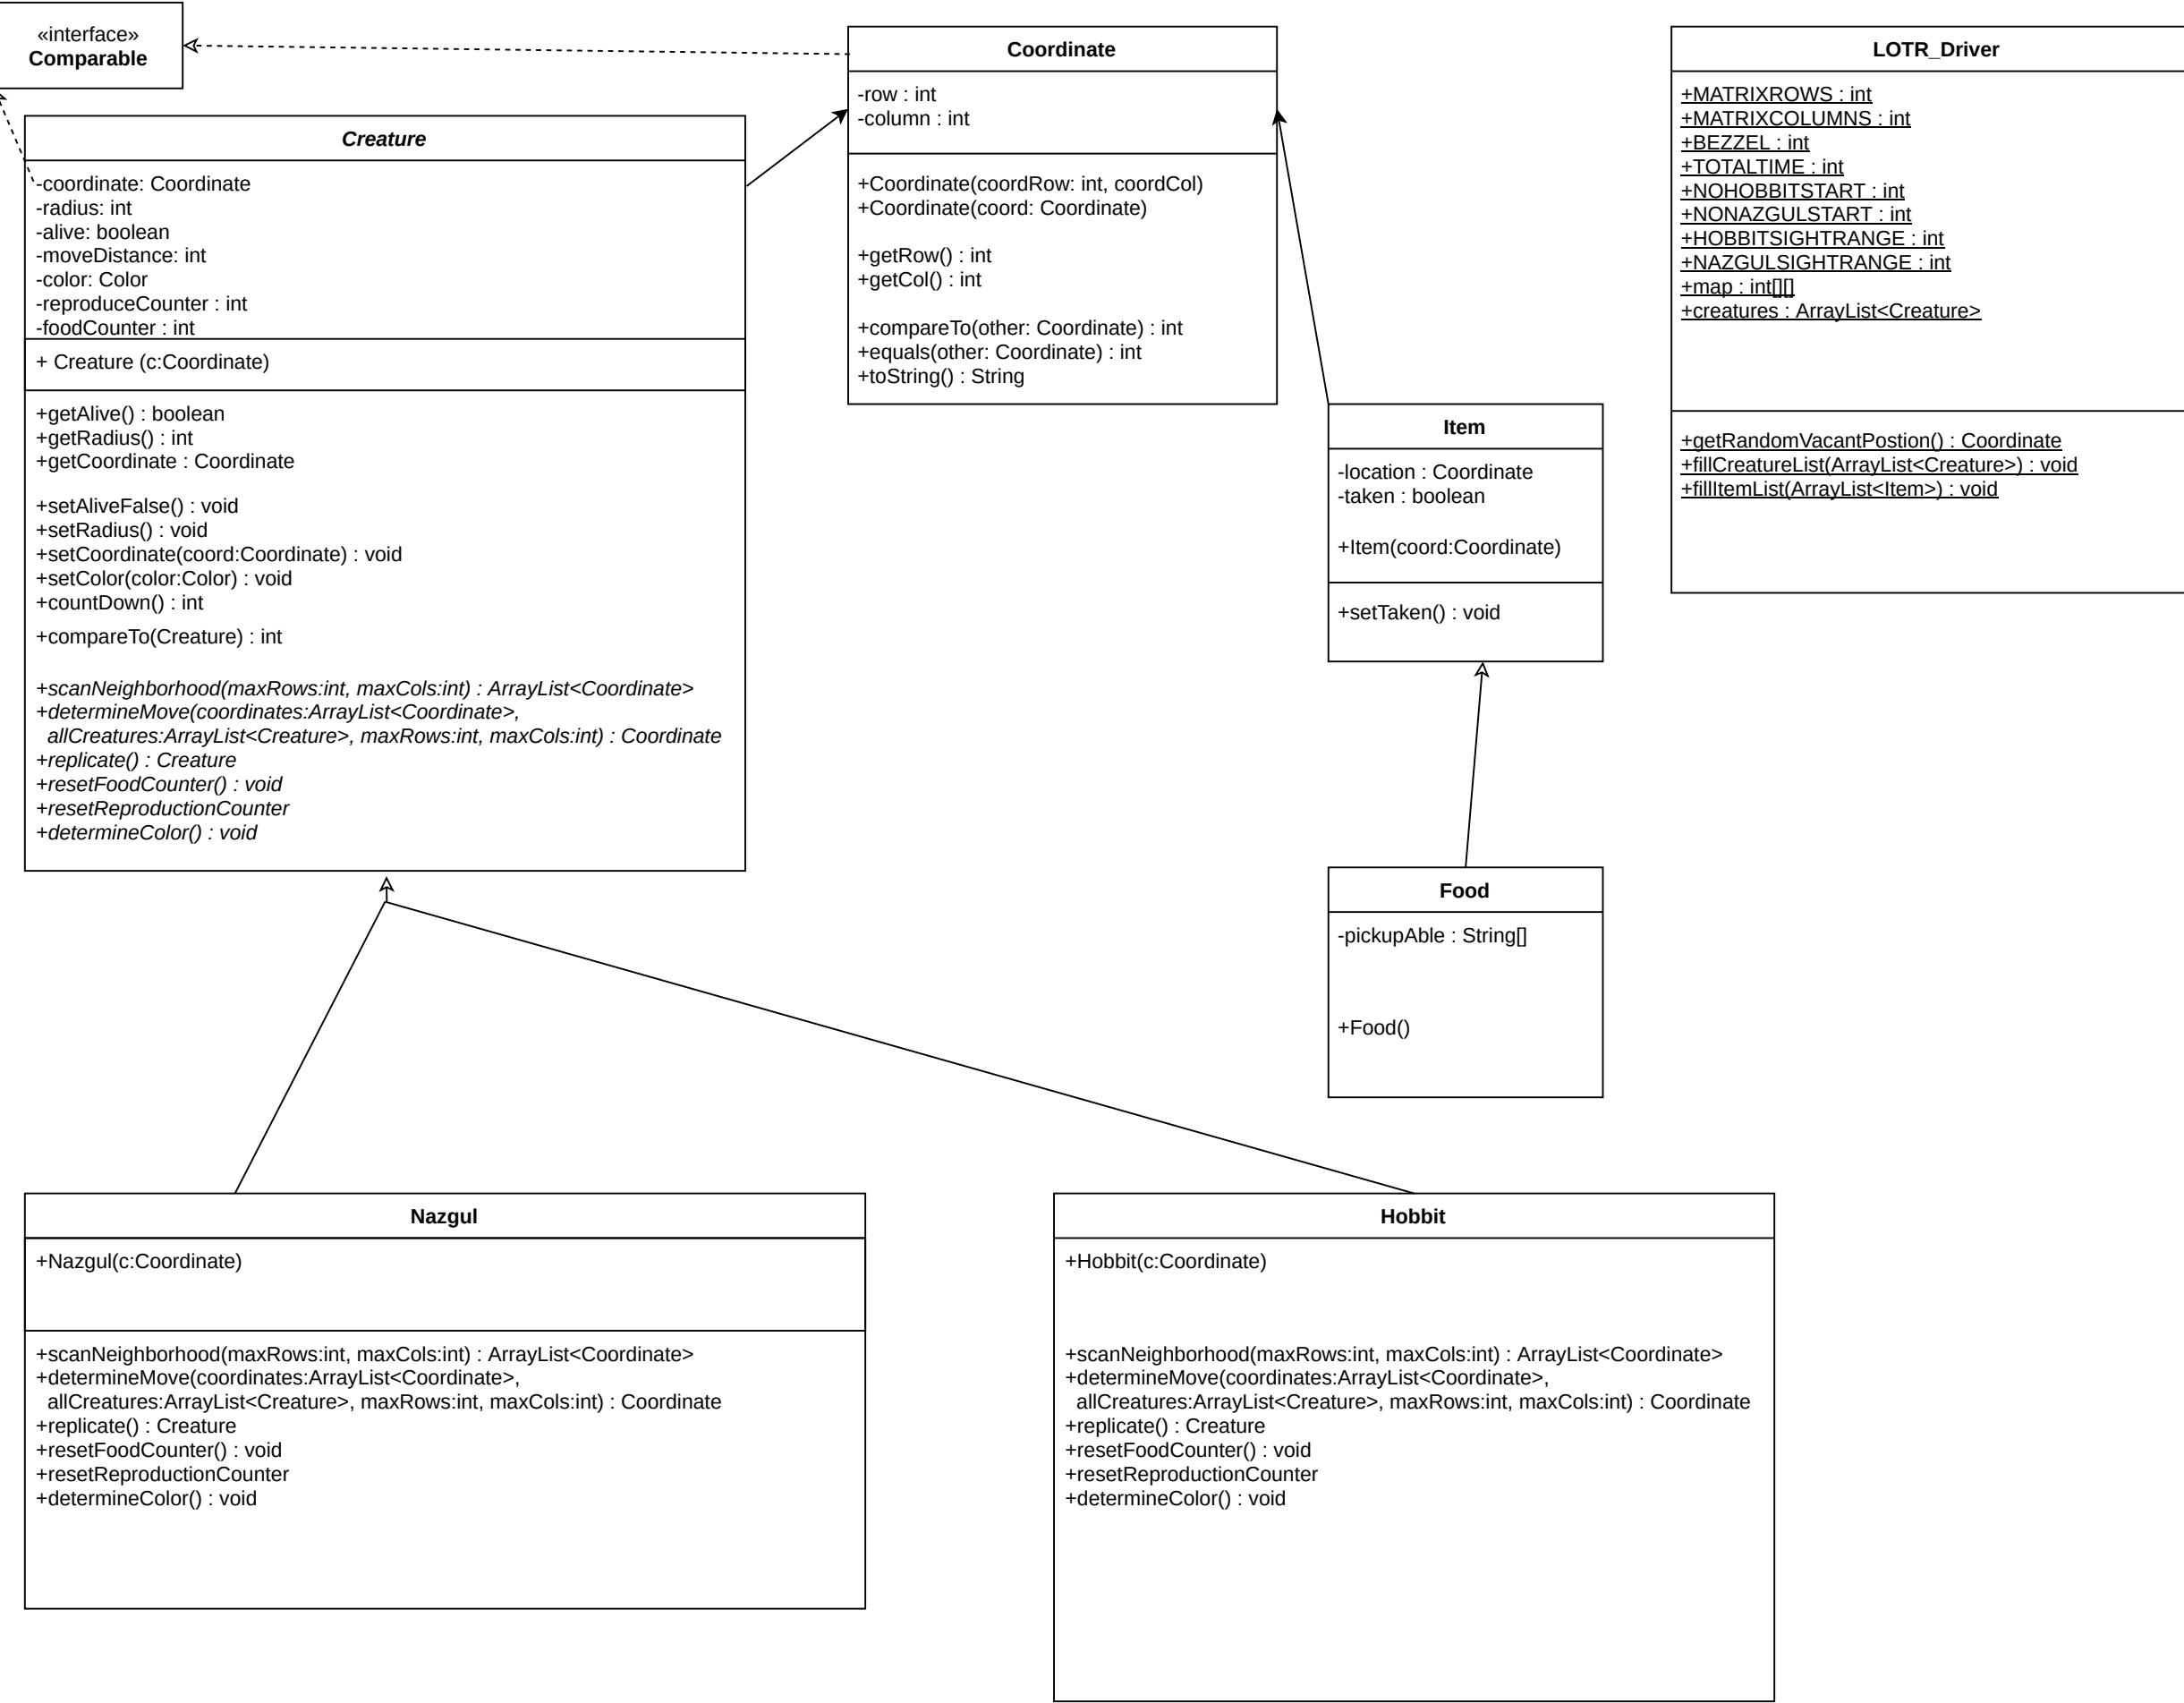 «interface»
Comparable
Creature
-coordinate: Coordinate
-radius: int
-alive: boolean
-moveDistance: int
-color: Color
-reproduceCounter : int
-foodCounter : int
+ Creature (c:Coordinate)
+getAlive() : boolean
+getRadius() : int
+getCoordinate : Coordinate
+setAliveFalse() : void
+setRadius() : void
+setCoordinate(coord:Coordinate) : void
+setColor(color:Color) : void
+countDown() : int
+compareTo(Creature) : int
+scanNeighborhood(maxRows:int, maxCols:int) : ArrayList<Coordinate>
+determineMove(coordinates:ArrayList<Coordinate>,
allCreatures:ArrayList<Creature>, maxRows:int, maxCols:int) : Coordinate
+replicate() : Creature
+resetFoodCounter() : void
+resetReproductionCounter
+determineColor() : void
Coordinate
-row : int
-column : int
+Coordinate(coordRow: int, coordCol)
+Coordinate(coord: Coordinate)
+getRow() : int
+getCol() : int
+compareTo(other: Coordinate) : int
+equals(other: Coordinate) : int
+toString() : String
Item
-location : Coordinate
-taken : boolean
+Item(coord:Coordinate)
+setTaken() : void
LOTR_Driver
+MATRIXROWS : int
+MATRIXCOLUMNS : int
+BEZZEL : int
+TOTALTIME : int
+NOHOBBITSTART : int
+NONAZGULSTART : int
+HOBBITSIGHTRANGE : int
+NAZGULSIGHTRANGE : int
+map : int[][]
+creatures : ArrayList<Creature>
+getRandomVacantPostion() : Coordinate
+fillCreatureList(ArrayList<Creature>) : void
+fillItemList(ArrayList<Item>) : void
Food
-pickupAble : String[]
+Food()
Nazgul
+Nazgul(c:Coordinate)
+scanNeighborhood(maxRows:int, maxCols:int) : ArrayList<Coordinate>
+determineMove(coordinates:ArrayList<Coordinate>,
allCreatures:ArrayList<Creature>, maxRows:int, maxCols:int) : Coordinate
+replicate() : Creature
+resetFoodCounter() : void
+resetReproductionCounter
+determineColor() : void
Hobbit
+Hobbit(c:Coordinate)
+scanNeighborhood(maxRows:int, maxCols:int) : ArrayList<Coordinate>
+determineMove(coordinates:ArrayList<Coordinate>,
allCreatures:ArrayList<Creature>, maxRows:int, maxCols:int) : Coordinate
+replicate() : Creature
+resetFoodCounter() : void
+resetReproductionCounter
+determineColor() : void